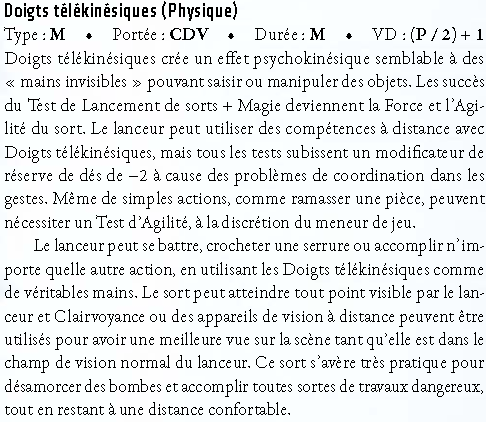 Doigts télékinésiques (Physique)
Type : M ♦ Portée : CDV ♦ Durée : M ♦ VD : (P / 2) + 1
Doigts télékinésiques crée un effet psychokinésique semblable à des
« mains invisibles » pouvant saisir ou manipuler des objets. Les succès
du Test de Lancement de sorts + Magie deviennent la Force et l'Agi-
lité du sort. Le lanceur peut utiliser des compétences à distance avec
Doigts télékinésiques, mais tous les tests subissent un modificateur de
réserve de dés de –2 à cause des problèmes de coordination dans les
gestes. Même de simples actions, comme ramasser une pièce, peuvent
nécessiter un Test d'Agilité, à la discrétion du meneur de jeu.
Le lanceur peut se battre, crocheter une serrure ou accomplir n'im-
porte quelle autre action, en utilisant les Doigts télékinésiques comme
de véritables mains. Le sort peut atteindre tout point visible par le lan-
ceur et Clairvoyance ou des appareils de vision à distance peuvent être
utilisés pour avoir une meilleure vue sur la scène tant qu'elle est dans le
champ de vision normal du lanceur. Ce sort s'avère très pratique pour
désamorcer des bombes et accomplir toutes sortes de travaux dangereux,
tout en restant à une distance confortable.